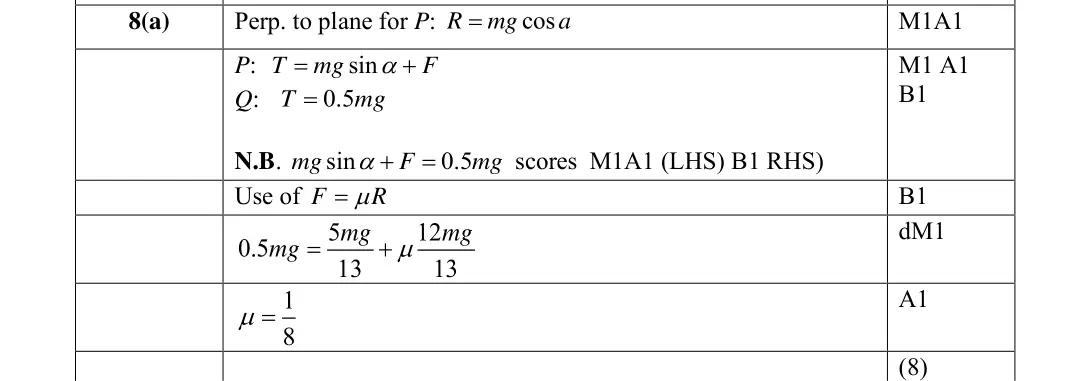 8(a) Perp. to plane for P: R = mg cos a M1A1
P: T = mg sin α + F M1 A1
Q: T = 0.5mg B1
N.B. mg sin α + F = 0.5mg scores M1A1 (LHS) B1 RHS)
Use of F = μR B1
0.5mg = 5mg/13 + μ 12mg/13 dM1
μ = 1/8 A1
(8)